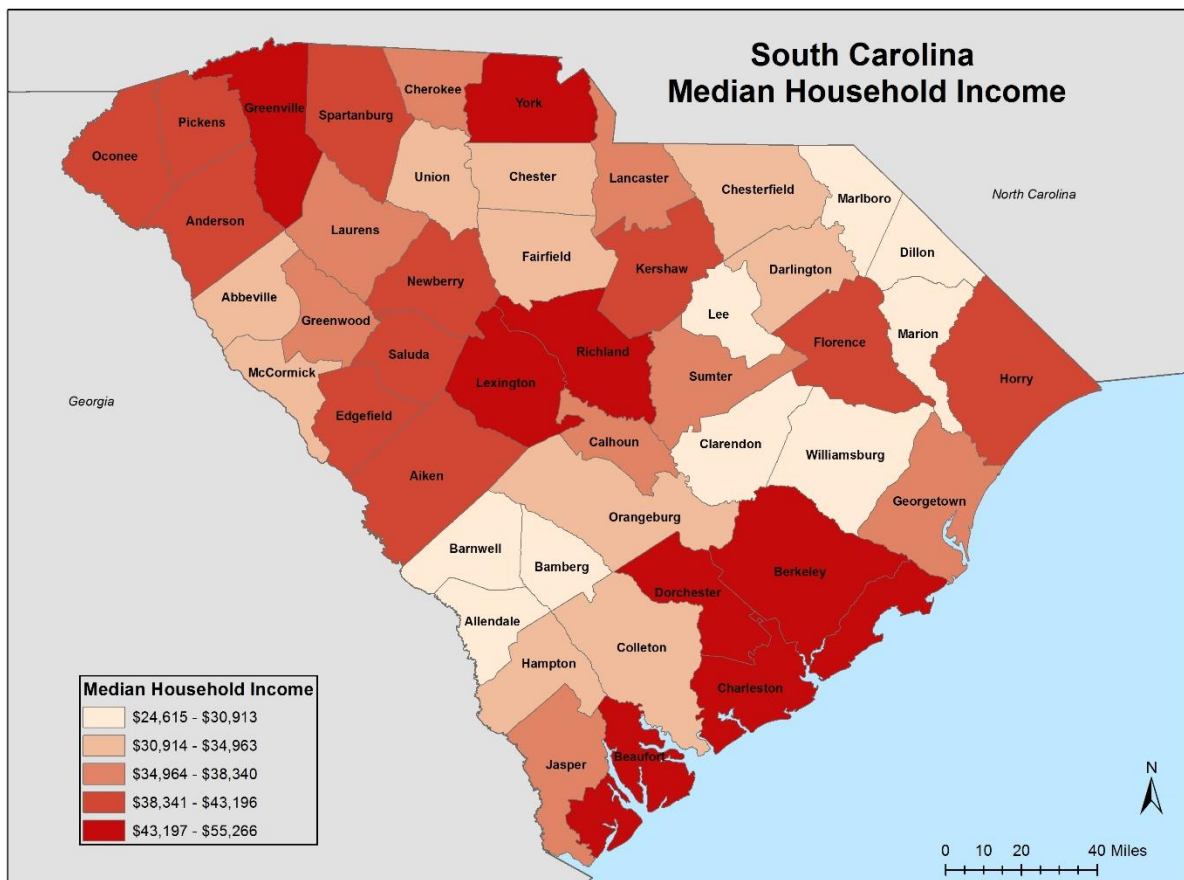 South Carolina
Median Household Income
Cherokee
York
Greenville
Spartanburg
Pickens
Oconee
Union
Chester
Lancaster
Chesterfield
Marlboro
North Carolina
Anderson
Laurens
Fairfield
Dillon
Kershaw
Darlington
Newberry
Abbeville
Greenwood
Lee
Marion
Florence
Richland
Saluda
McCormick
Lexington
Sumter
Horry
Georgia
Edgefield
Calhoun
Clarendon
Williamsburg
Aiken
Georgetown
Orangeburg
Barnwell
Bamberg
Berkeley
Dorchester
Allendale
Colleton
Hampton
Charleston
Beaufort
Jasper
Median Household Income
$24,615 - $30,913
$30,914 - $34,963
$34,964 - $38,340
$38,341 - $43,196
$43,197 - $55,266
N
0 10 20 40 Miles